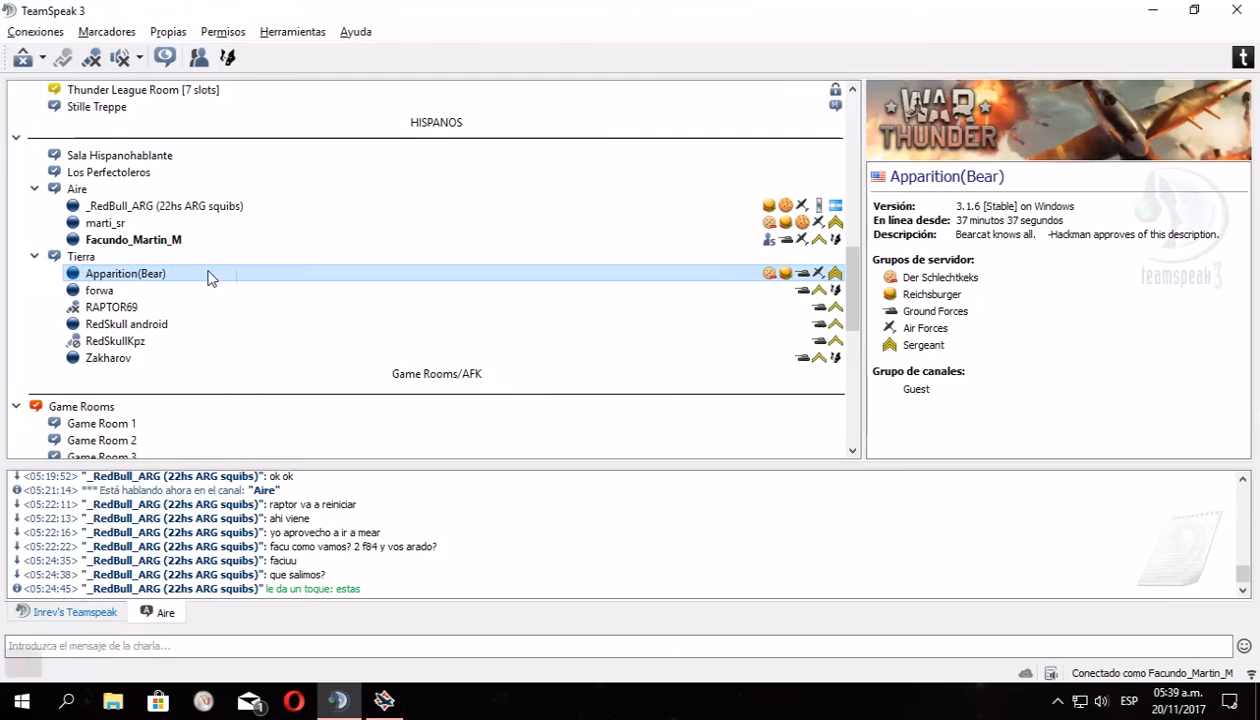 TeamSpeak 3
Conexiones Marcadores Propias Permisos Herramientas Ayuda
t
Thunder League Room [7 slots]
Stille Treppe
HISPANOS
Sala Hispanohablante
Los Perfectoleros
Aire
_RedBull_ARG (22hs ARG squibs)
marti_sr
Facundo_Martin_M
Tierra
Apparition(Bear)
forwa
RAPTOR69
RedSkull android
RedSkullKpz
Zakharov
Game Rooms/AFK
Game Rooms
Game Room 1
Game Room 2
Game Room 3
WAR
THUNDER
Apparition(Bear)
Versión: 3.1.6 [Stable] on Windows
En línea desde: 37 minutos 37 segundos
Descripción: Bearcat knows all. -Hackman approves of this description.
teamspeak3
Grupos de servidor:
Der Schlechtkeks
Reichsburger
Ground Forces
Air Forces
Sergeant
Grupo de canales:
Guest
<05:19:52> "_RedBull_ARG (22hs ARG squibs)": ok ok
<05:21:14> *** Está hablando ahora en el canal: "Aire"
<05:22:11> "_RedBull_ARG (22hs ARG squibs)": raptor va a reiniciar
<05:22:13> "_RedBull_ARG (22hs ARG squibs)": ahi viene
<05:22:16> "_RedBull_ARG (22hs ARG squibs)": yo aprovecho a ir a mear
<05:22:22> "_RedBull_ARG (22hs ARG squibs)": facu como vamos? 2 f84 y vos arado?
<05:24:35> "_RedBull_ARG (22hs ARG squibs)": faciuu
<05:24:38> "_RedBull_ARG (22hs ARG squibs)": que salimos?
<05:24:45> "_RedBull_ARG (22hs ARG squibs)" le da un toque: estas
Inrev's Teamspeak Aire
Introduzca el mensaje de la charla...
Conectado como Facundo_Martin_M
1
ESP
05:39 a.m.
20/11/2017